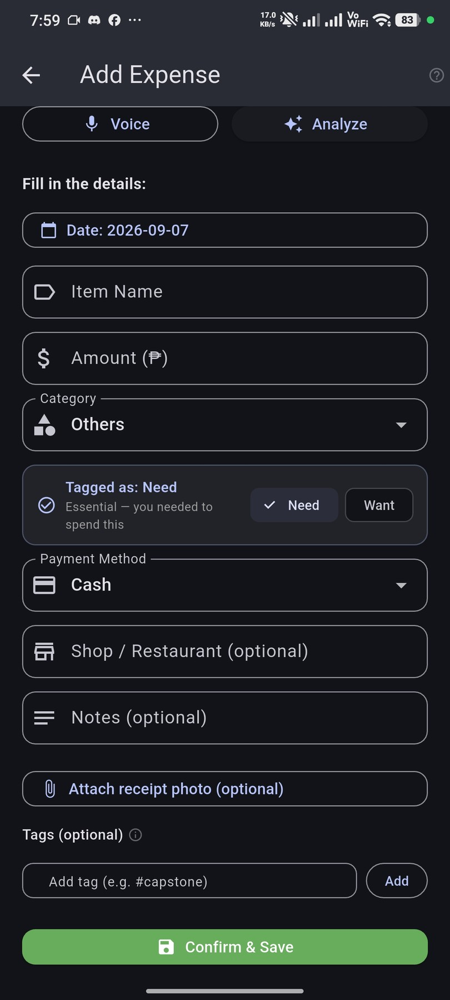 7:59
17.0
KB/s
Vo
WiFi
83
Add Expense
Voice
Analyze
Fill in the details:
Date: 2026-09-07
Item Name
Amount (₱)
Category
Others
Tagged as: Need
Essential — you needed to
spend this
Need
Want
Payment Method
Cash
Shop / Restaurant (optional)
Notes (optional)
Attach receipt photo (optional)
Tags (optional)
Add tag (e.g. #capstone)
Add
Confirm & Save